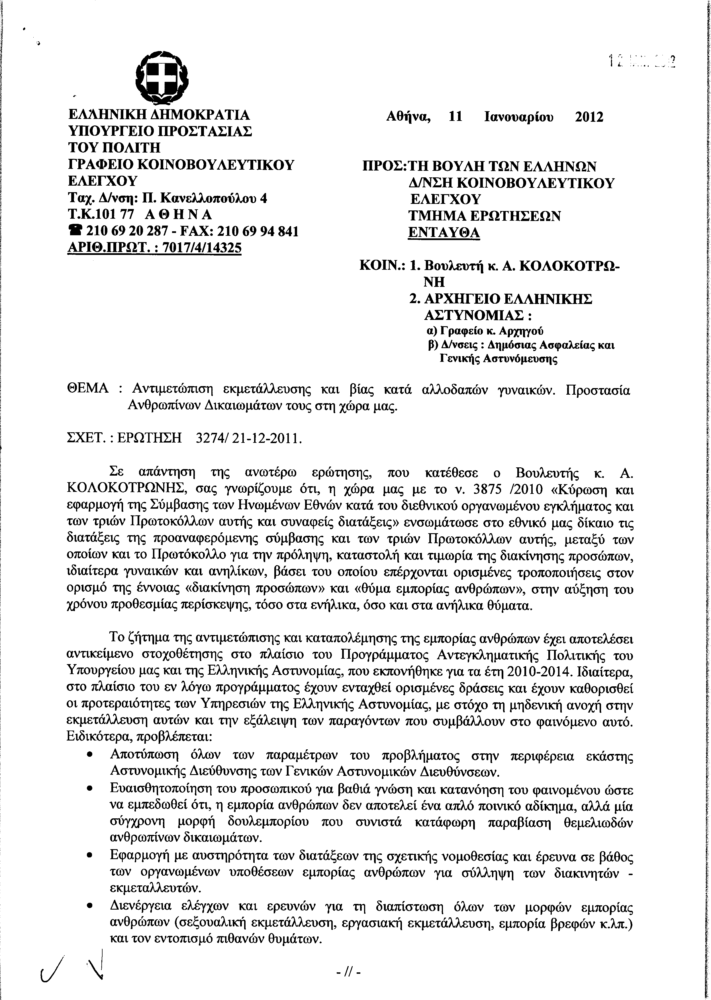 ΕΛΛΗΝΙΚΗ ΔΗΜΟΚΡΑΤΙΑ
ΥΠΟΥΡΓΕΙΟ ΠΡΟΣΤΑΣΙΑΣ
ΤΟΥ ΠΟΛΙΤΗ
ΓΡΑΦΕΙΟ ΚΟΙΝΟΒΟΥΛΕΥΤΙΚΟΥ
ΕΛΕΓΧΟΥ
Ταχ. Δ/νση: Π. Κανελλοπούλου 4
Τ.Κ.101 77 Α Θ Η Ν Α
☎ 210 69 20 287 - FAX: 210 69 94 841
ΑΡΙΘ.ΠΡΩΤ. : 7017/4/14325
Αθήνα, 11 Ιανουαρίου 2012
ΠΡΟΣ:ΤΗ ΒΟΥΛΗ ΤΩΝ ΕΛΛΗΝΩΝ
Δ/ΝΣΗ ΚΟΙΝΟΒΟΥΛΕΥΤΙΚΟΥ
ΕΛΕΓΧΟΥ
ΤΜΗΜΑ ΕΡΩΤΗΣΕΩΝ
ΕΝΤΑΥΘΑ
ΚΟΙΝ.: 1. Βουλευτή κ. Α. ΚΟΛΟΚΟΤΡΩ-
ΝΗ
2. ΑΡΧΗΓΕΙΟ ΕΛΛΗΝΙΚΗΣ
ΑΣΤΥΝΟΜΙΑΣ :
α) Γραφείο κ. Αρχηγού
β) Δ/νσεις : Δημόσιας Ασφαλείας και
Γενικής Αστυνόμευσης
ΘΕΜΑ : Αντιμετώπιση εκμετάλλευσης και βίας κατά αλλοδαπών γυναικών. Προστασία
Ανθρωπίνων Δικαιωμάτων τους στη χώρα μας.
ΣΧΕΤ. : ΕΡΩΤΗΣΗ 3274/ 21-12-2011.
Σε απάντηση της ανωτέρω ερώτησης, που κατέθεσε ο Βουλευτής κ. Α.
ΚΟΛΟΚΟΤΡΩΝΗΣ, σας γνωρίζουμε ότι, η χώρα μας με το ν. 3875 /2010 «Κύρωση και
εφαρμογή της Σύμβασης των Ηνωμένων Εθνών κατά του διεθνικού οργανωμένου εγκλήματος και
των τριών Πρωτοκόλλων αυτής και συναφείς διατάξεις» ενσωμάτωσε στο εθνικό μας δίκαιο τις
διατάξεις της προαναφερόμενης σύμβασης και των τριών Πρωτοκόλλων αυτής, μεταξύ των
οποίων και το Πρωτόκολλο για την πρόληψη, καταστολή και τιμωρία της διακίνησης προσώπων,
ιδιαίτερα γυναικών και ανηλίκων, βάσει του οποίου επέρχονται ορισμένες τροποποιήσεις στον
ορισμό της έννοιας «διακίνηση προσώπων» και «θύμα εμπορίας ανθρώπων», στην αύξηση του
χρόνου προθεσμίας περίσκεψης, τόσο στα ενήλικα, όσο και στα ανήλικα θύματα.
Το ζήτημα της αντιμετώπισης και καταπολέμησης της εμπορίας ανθρώπων έχει αποτελέσει
αντικείμενο στοχοθέτησης στο πλαίσιο του Προγράμματος Αντεγκληματικής Πολιτικής του
Υπουργείου μας και της Ελληνικής Αστυνομίας, που εκπονήθηκε για τα έτη 2010-2014. Ιδιαίτερα,
στο πλαίσιο του εν λόγω προγράμματος έχουν ενταχθεί ορισμένες δράσεις και έχουν καθορισθεί
οι προτεραιότητες των Υπηρεσιών της Ελληνικής Αστυνομίας, με στόχο τη μηδενική ανοχή στην
εκμετάλλευση αυτών και την εξάλειψη των παραγόντων που συμβάλλουν στο φαινόμενο αυτό.
Ειδικότερα, προβλέπεται:
• Αποτύπωση όλων των παραμέτρων του προβλήματος στην περιφέρεια εκάστης
Αστυνομικής Διεύθυνσης των Γενικών Αστυνομικών Διευθύνσεων.
• Ευαισθητοποίηση του προσωπικού για βαθιά γνώση και κατανόηση του φαινομένου ώστε
να εμπεδωθεί ότι, η εμπορία ανθρώπων δεν αποτελεί ένα απλό ποινικό αδίκημα, αλλά μία
σύγχρονη μορφή δουλεμπορίου που συνιστά κατάφωρη παραβίαση θεμελιωδών
ανθρωπίνων δικαιωμάτων.
• Εφαρμογή με αυστηρότητα των διατάξεων της σχετικής νομοθεσίας και έρευνα σε βάθος
των οργανωμένων υποθέσεων εμπορίας ανθρώπων για σύλληψη των διακινητών -
εκμεταλλευτών.
• Διενέργεια ελέγχων και ερευνών για τη διαπίστωση όλων των μορφών εμπορίας
ανθρώπων (σεξουαλική εκμετάλλευση, εργασιακή εκμετάλλευση, εμπορία βρεφών κ.λπ.)
και τον εντοπισμό πιθανών θυμάτων.
- // -